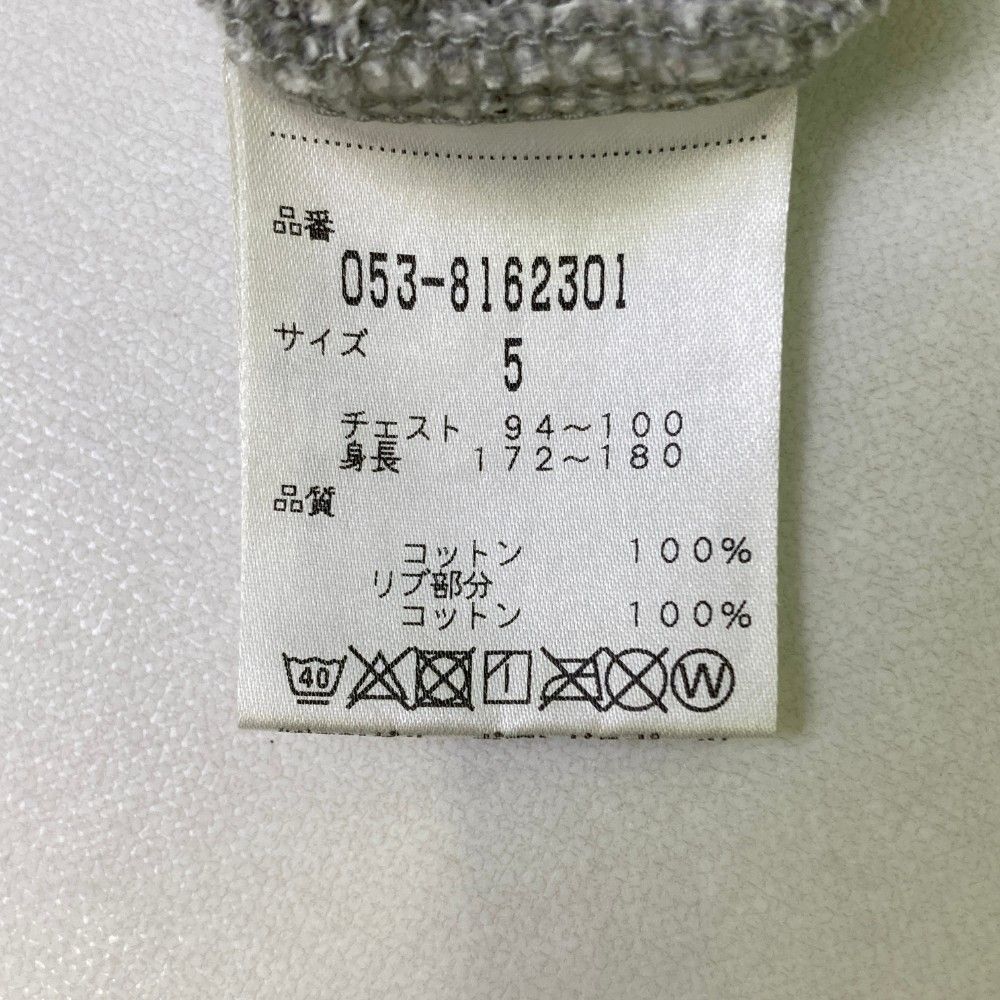 品番
053-8162301
サイズ
5
チェスト 94～100
身長 172～180
品質
コットン 100%
リブ部分
コットン 100%
40 W